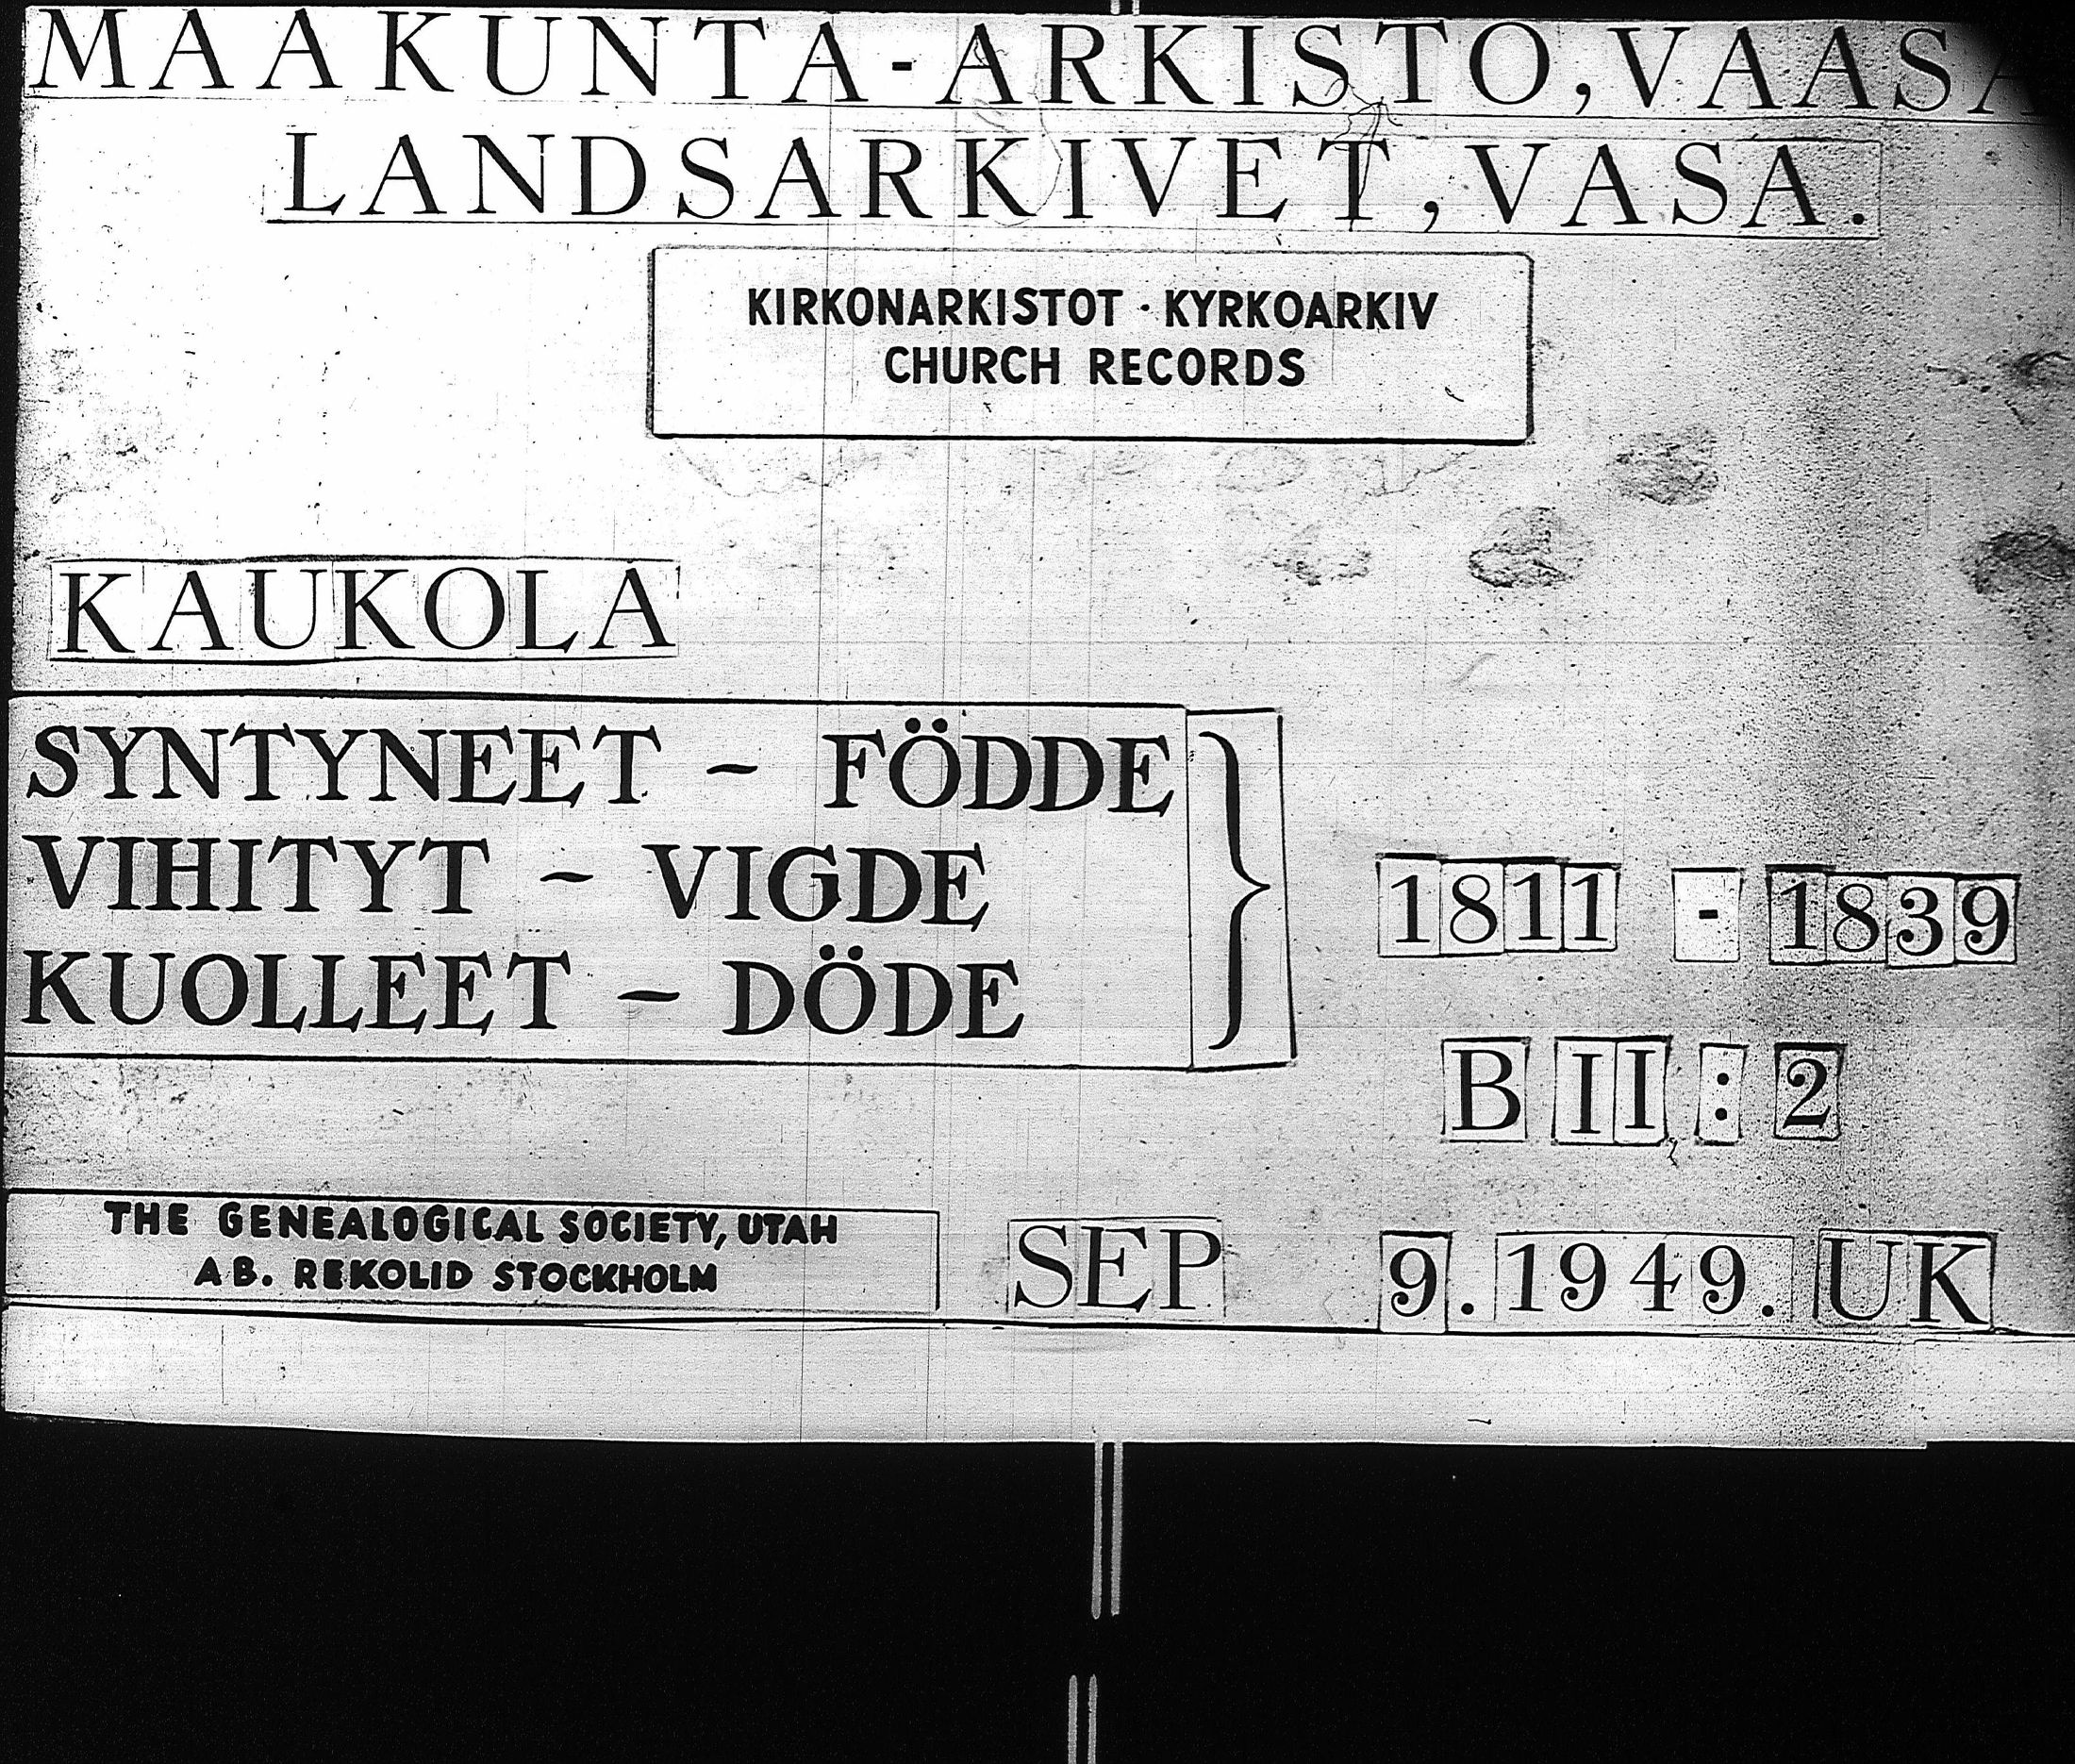 MAAKUNTA-ARKISTO, VAASA
LANDSARKIVET, VASA.
KIRKONARKISTOT · KYRKOARKIV
CHURCH RECORDS
KAUKOLA
SYNTYNEET - FÖDDE
VIHITYT - VIGDE
KUOLLEET - DÖDE
} 1811 - 1839
B II : 2
THE GENEALOGICAL SOCIETY, UTAH
AB. REKOLID STOCKHOLM
SEP 9. 1949. UK